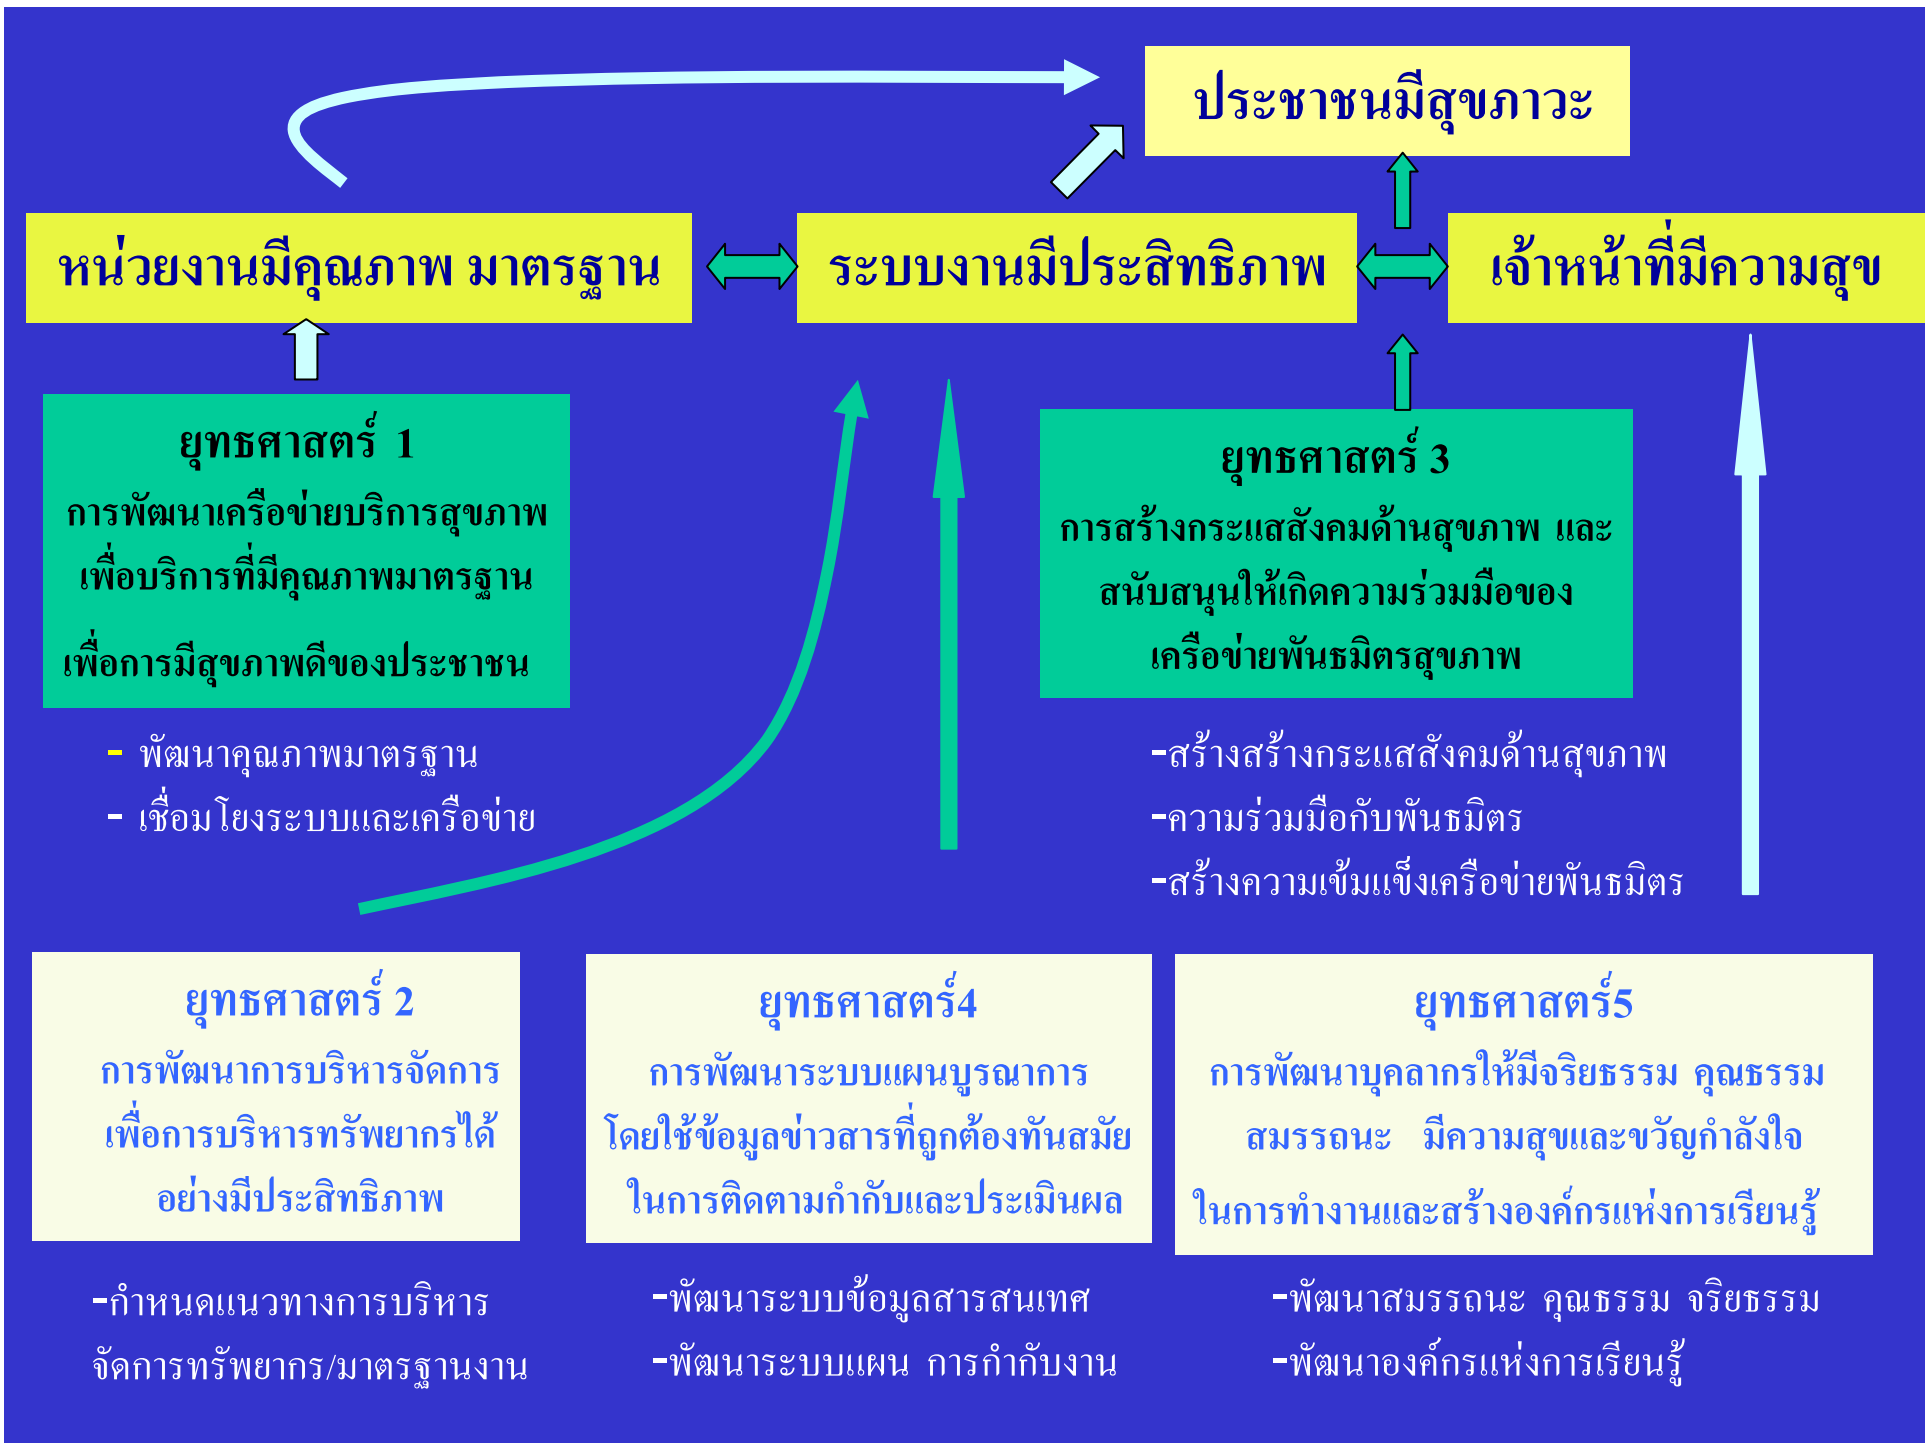 ประชาชนมีสุขภาวะ
หน่วยงานมีคุณภาพ มาตรฐาน
ระบบงานมีประสิทธิภาพ
เจ้าหน้าที่มีความสุข
ยุทธศาสตร์ 1
การพัฒนาเครือข่ายบริการสุขภาพ
เพื่อบริการที่มีคุณภาพมาตรฐาน
เพื่อการมีสุขภาพดีของประชาชน
- พัฒนาคุณภาพมาตรฐาน
- เชื่อมโยงระบบและเครือข่าย
ยุทธศาสตร์ 3
การสร้างกระแสสังคมด้านสุขภาพ และ
สนับสนุนให้เกิดความร่วมมือของ
เครือข่ายพันธมิตรสุขภาพ
-สร้างสร้างกระแสสังคมด้านสุขภาพ
-ความร่วมมือกับพันธมิตร
-สร้างความเข้มแข็งเครือข่ายพันธมิตร
ยุทธศาสตร์ 2
การพัฒนาการบริหารจัดการ
เพื่อการบริหารทรัพยากรได้
อย่างมีประสิทธิภาพ
-กำหนดแนวทางการบริหาร
จัดการทรัพยากร/มาตรฐานงาน
ยุทธศาสตร์4
การพัฒนาระบบแผนบูรณาการ
โดยใช้ข้อมูลข่าวสารที่ถูกต้องทันสมัย
ในการติดตามกำกับและประเมินผล
-พัฒนาระบบข้อมูลสารสนเทศ
-พัฒนาระบบแผน การกำกับงาน
ยุทธศาสตร์5
การพัฒนาบุคลากรให้มีจริยธรรม คุณธรรม
สมรรถนะ มีความสุขและขวัญกำลังใจ
ในการทำงานและสร้างองค์กรแห่งการเรียนรู้
-พัฒนาสมรรถนะ คุณธรรม จริยธรรม
-พัฒนาองค์กรแห่งการเรียนรู้